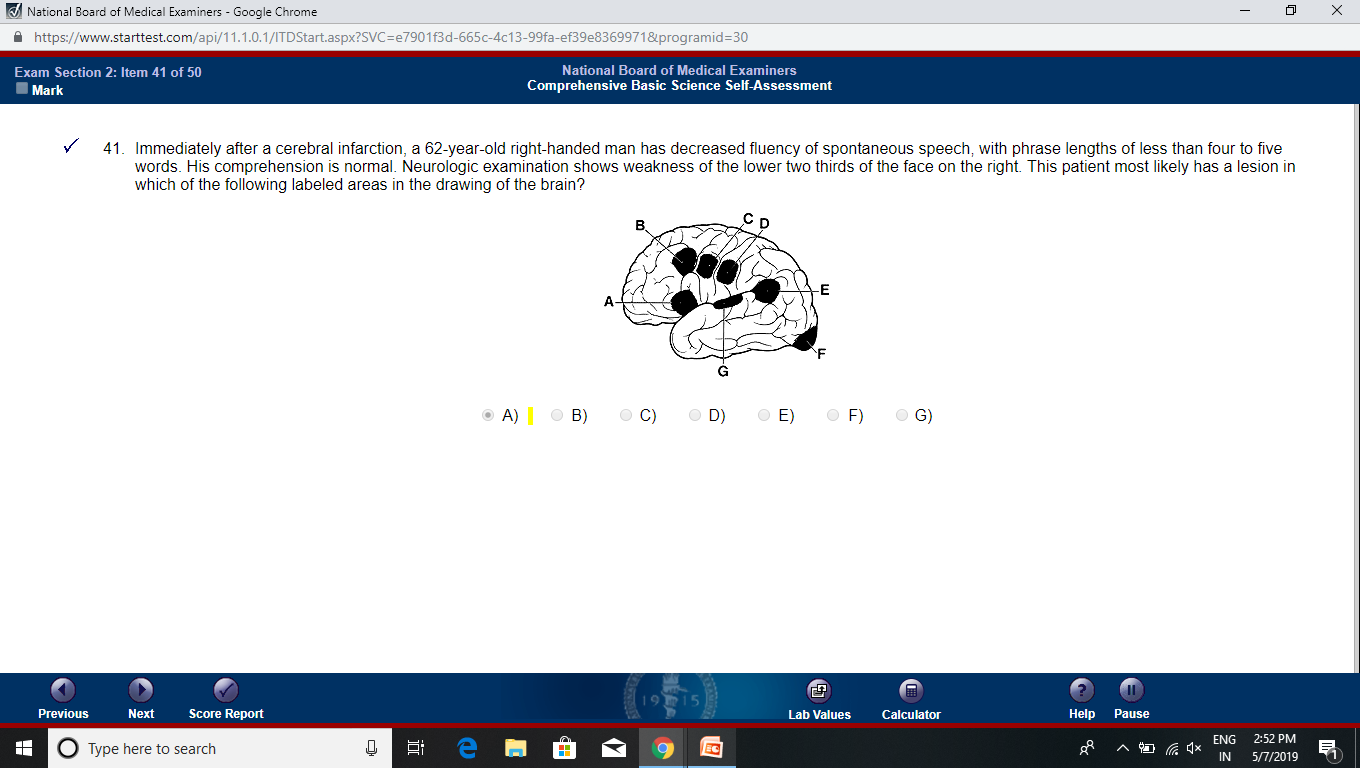 National Board of Medical Examiners - Google Chrome
https://www.starttest.com/api/11.1.0.1/ITDStart.aspx?SVC=e7901f3d-665c-4c13-99fa-ef39e8369971&programid=30
Exam Section 2: Item 41 of 50
National Board of Medical Examiners
Mark
Comprehensive Basic Science Self-Assessment
41. Immediately after a cerebral infarction, a 62-year-old right-handed man has decreased fluency of spontaneous speech, with phrase lengths of less than four to five
words. His comprehension is normal. Neurologic examination shows weakness of the lower two thirds of the face on the right. This patient most likely has a lesion in
which of the following labeled areas in the drawing of the brain?
B
C
D
A
E
F
G
A) B) C) D) E) F) G)
19 15
Previous
Next
Score Report
Lab Values
Calculator
Help
Pause
Type here to search
ENG
IN
2:52 PM
5/7/2019
1